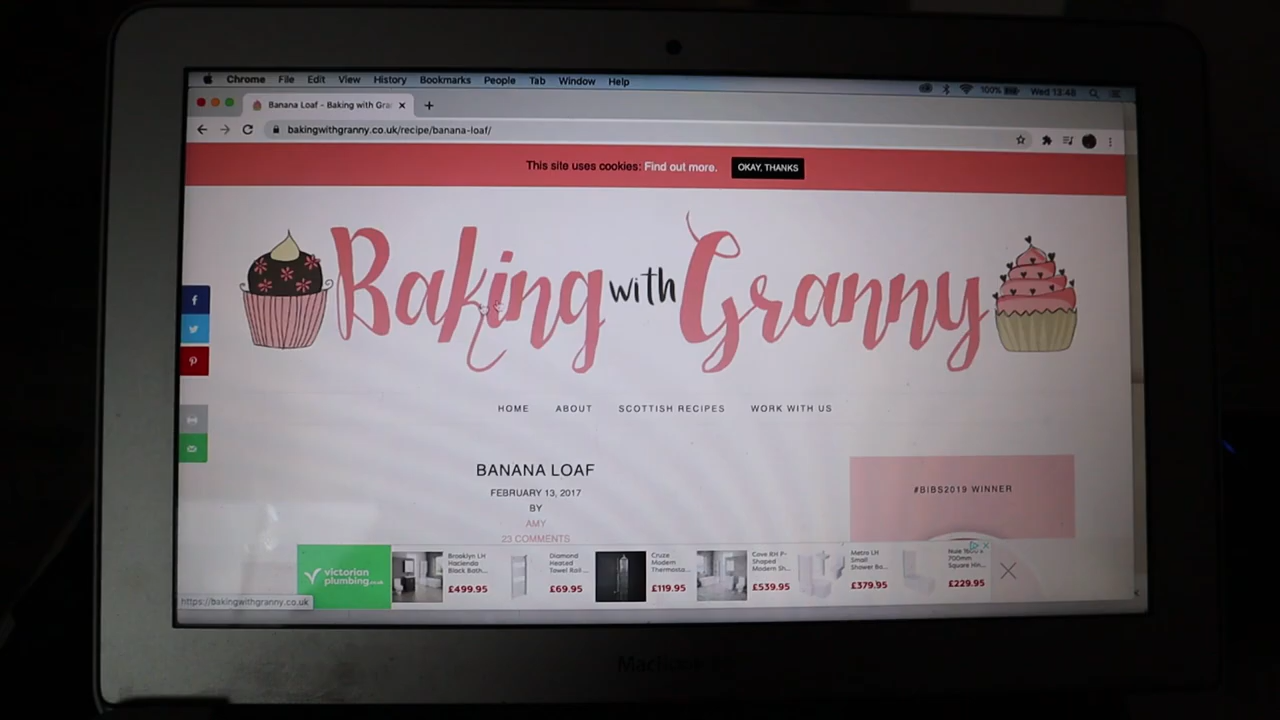 Chrome File Edit View History Bookmarks People Tab Window Help 100% Wed 13:48
Banana Loaf - Baking with Gra
bakingwithgranny.co.uk/recipe/banana-loaf/
This site uses cookies: Find out more. OKAY, THANKS
Baking with Granny
HOME ABOUT SCOTTISH RECIPES WORK WITH US
BANANA LOAF
FEBRUARY 13, 2017
BY
AMY
23 COMMENTS
#BIBS2019 WINNER
victorian plumbing.co.uk
Brooklyn LH Hacienda Black Bath...
£499.95
Diamond Heated Towel Rail...
£69.95
Cruze Modern Thermosta...
£119.95
Cove RH P-Shaped Modern Sh...
£539.95
Metro LH Small Shower Ba...
£379.95
700mm Square Hin...
£229.95
https://bakingwithgranny.co.uk